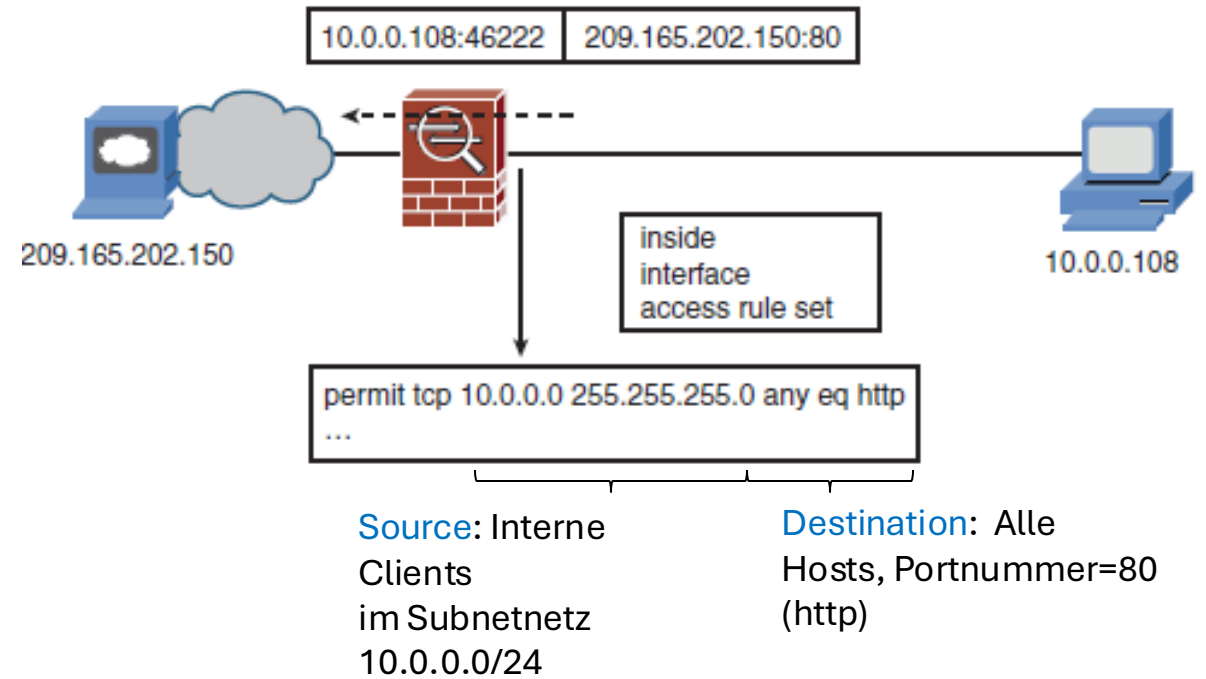 10.0.0.108:46222 209.165.202.150:80
209.165.202.150
10.0.0.108
inside
interface
access rule set
permit tcp 10.0.0.0 255.255.255.0 any eq http
...
Source: Interne
Clients
im Subnetnetz
10.0.0.0/24
Destination: Alle
Hosts, Portnummer=80
(http)